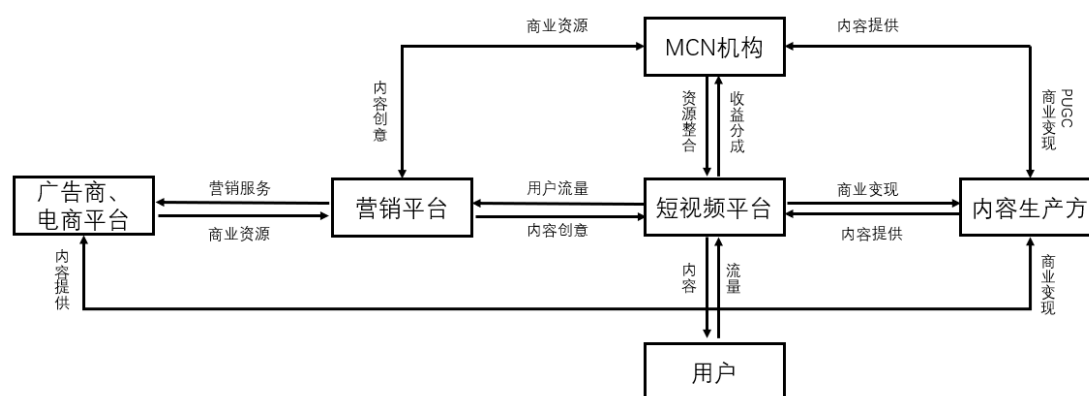 商业资源
MCN机构
内容提供
内容创意
资源整合
收益分成
PUGC
商业变现
广告商、
电商平台
营销服务
商业资源
营销平台
用户流量
内容创意
短视频平台
商业变现
内容提供
内容生产方
内容提供
内容
流量
商业变现
用户